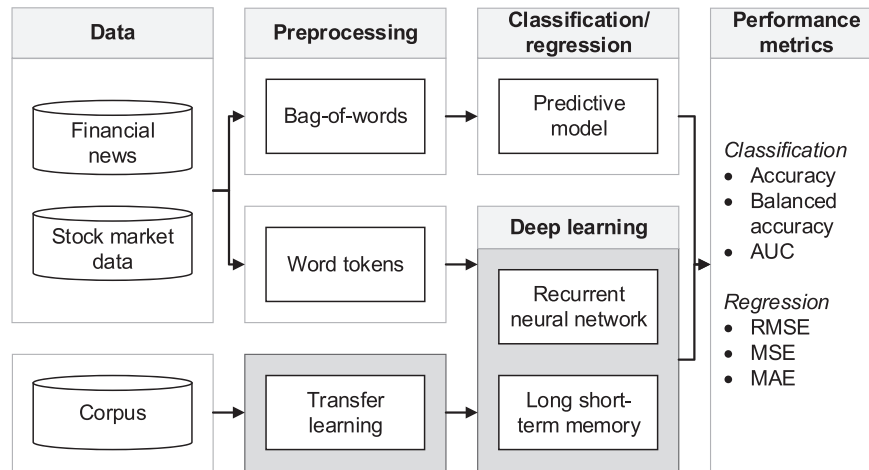 Data
Financial
news
Stock market
data
Corpus
Preprocessing
Bag-of-words
Word tokens
Transfer
learning
Classification/
regression
Predictive
model
Deep learning
Recurrent
neural network
Long short-
term memory
Performance
metrics
Classification
• Accuracy
• Balanced
accuracy
• AUC
Regression
• RMSE
• MSE
• MAE